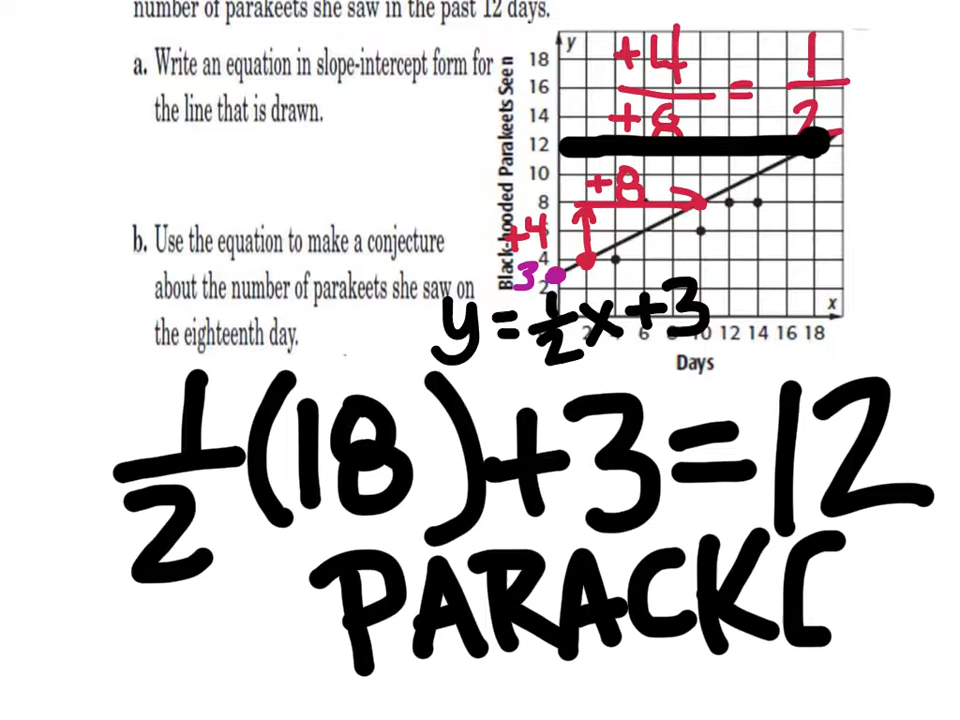 number of parakeets she saw in the past 12 days.
a. Write an equation in slope-intercept form for
the line that is drawn.
b. Use the equation to make a conjecture
about the number of parakeets she saw on
the eighteenth day.
Black-hooded Parakeets Seen
y
18
16
14
12
10
8
6
4
2
x
2
4
6
8
10 12 14 16 18
Days
+4
+8
=
1
2
+8
+4
3
y = 1/2 x + 3
1/2 (18) + 3 = 12
PARACK